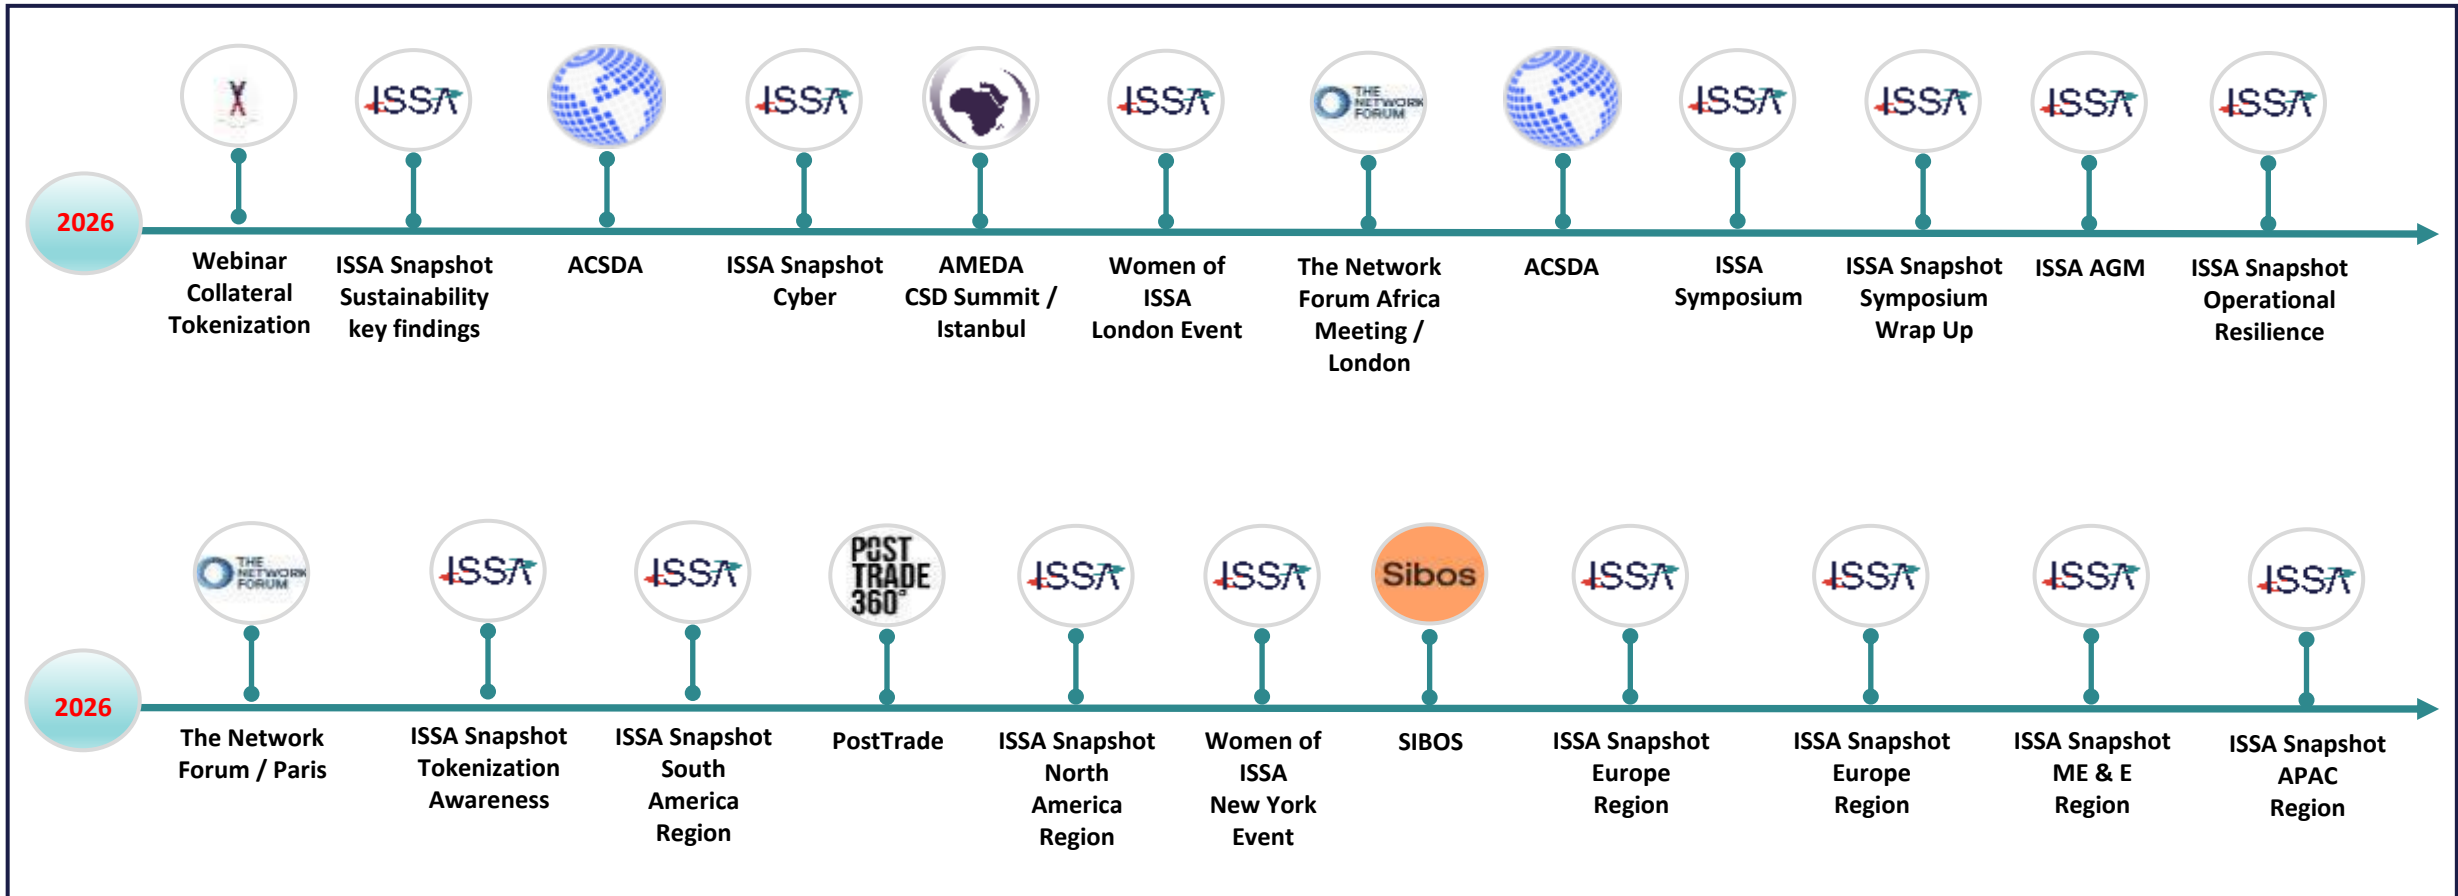 ISSA
ISSA
ISSA
THE
NETWORK
FORUM
ISSA
ISSA
ISSA
ISSA
2026
Webinar
Collateral
Tokenization
ISSA Snapshot
Sustainability
key findings
ACSDA
ISSA Snapshot
Cyber
AMEDA
CSD Summit /
Istanbul
Women of
ISSA
London Event
The Network
Forum Africa
Meeting /
London
ACSDA
ISSA
Symposium
ISSA Snapshot
Symposium
Wrap Up
ISSA AGM
ISSA Snapshot
Operational
Resilience
THE
NETWORK
FORUM
ISSA
ISSA
POST
TRADE
360°
ISSA
ISSA
Sibos
ISSA
ISSA
ISSA
ISSA
2026
The Network
Forum / Paris
ISSA Snapshot
Tokenization
Awareness
ISSA Snapshot
South
America
Region
PostTrade
ISSA Snapshot
North
America
Region
Women of
ISSA
New York
Event
SIBOS
ISSA Snapshot
Europe
Region
ISSA Snapshot
Europe
Region
ISSA Snapshot
ME & E
Region
ISSA Snapshot
APAC
Region